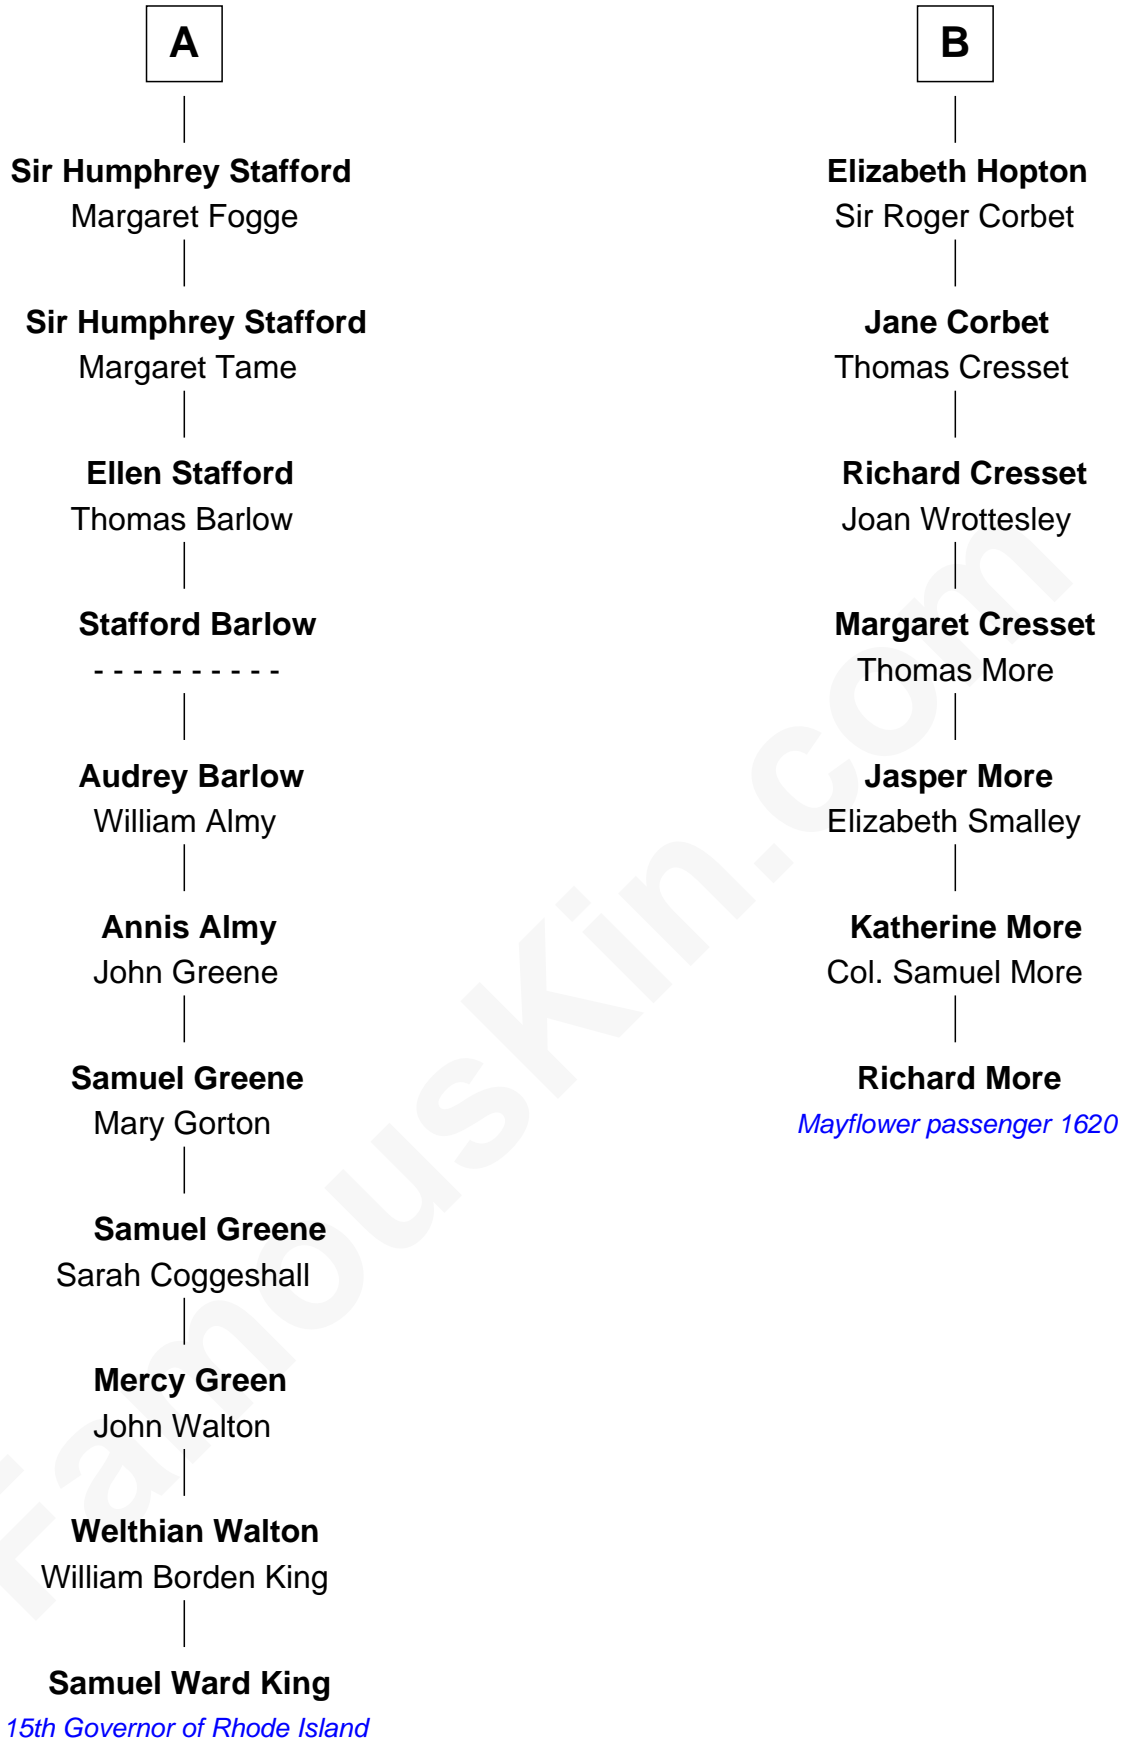 A
Sir Humphrey Stafford
Margaret Fogge
Sir Humphrey Stafford
Margaret Tame
Ellen Stafford
Thomas Barlow
Stafford Barlow
- - - - - - - - - -
Audrey Barlow
William Almy
Annis Almy
John Greene
Samuel Greene
Mary Gorton
Samuel Greene
Sarah Coggeshall
Mercy Green
John Walton
Welthian Walton
William Borden King
Samuel Ward King
15th Governor of Rhode Island
B
Elizabeth Hopton
Sir Roger Corbet
Jane Corbet
Thomas Cresset
Richard Cresset
Joan Wrottesley
Margaret Cresset
Thomas More
Jasper More
Elizabeth Smalley
Katherine More
Col. Samuel More
Richard More
Mayflower passenger 1620
FamousKin.com